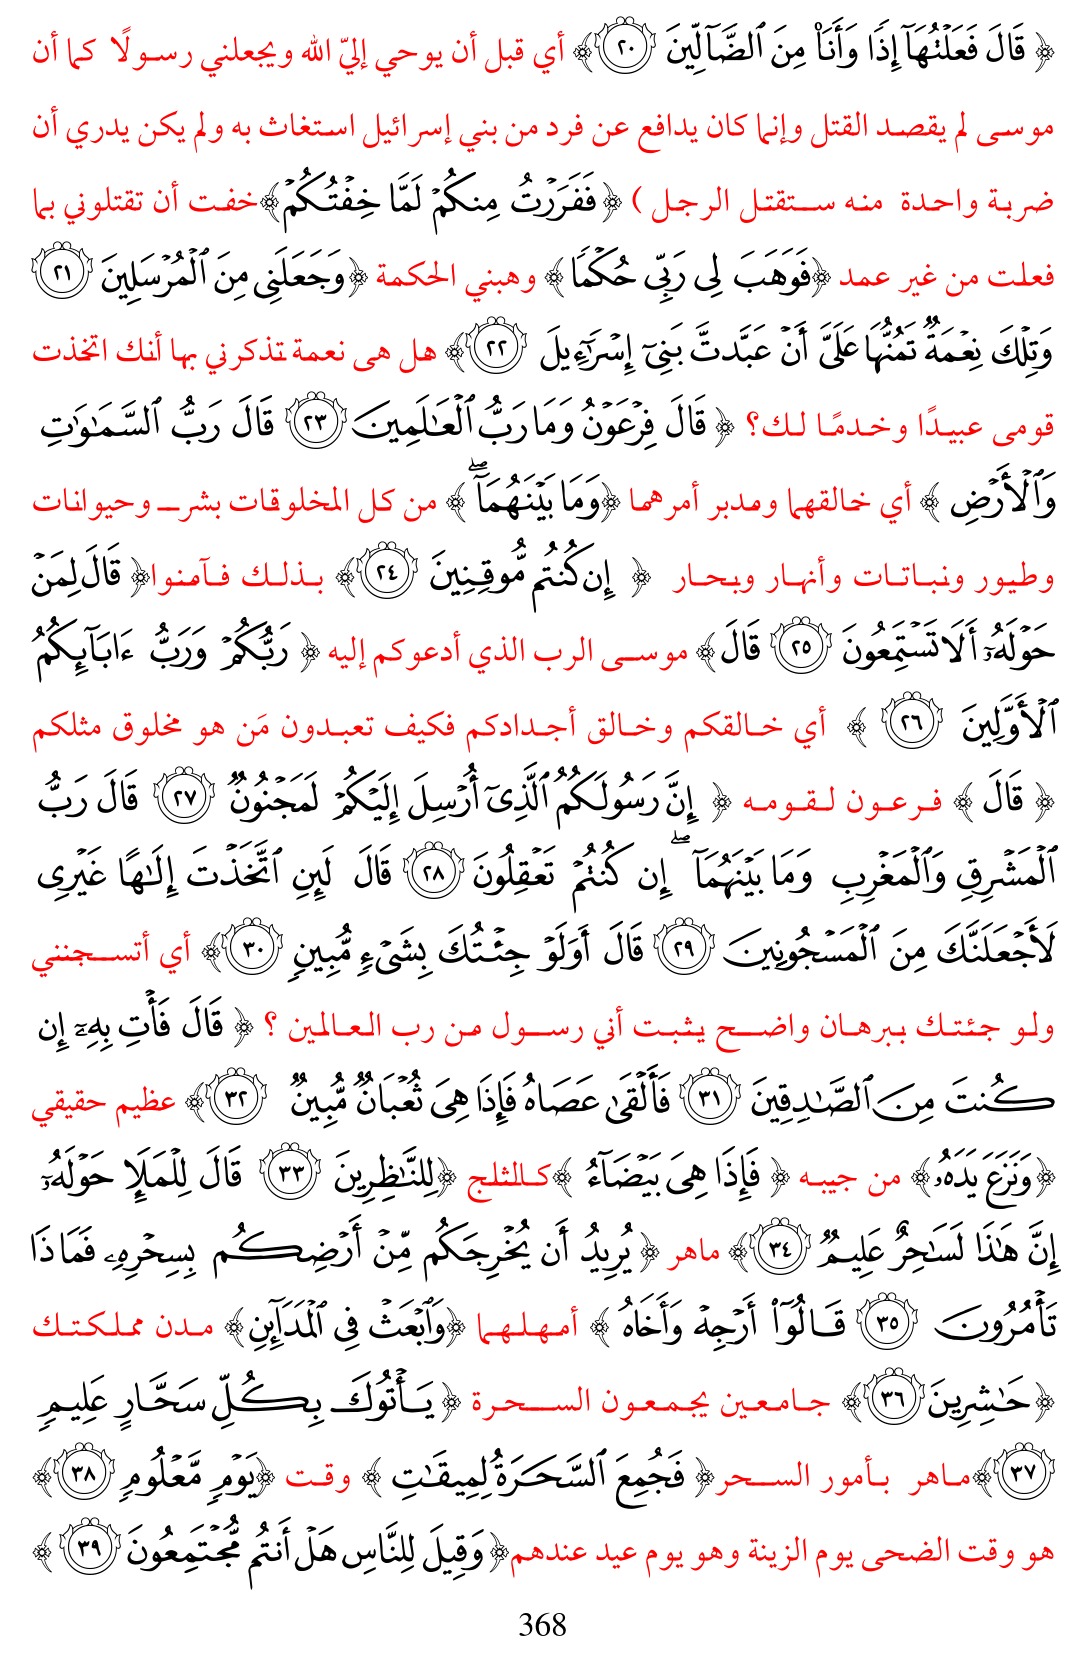 ﴿ قَالَ فَعَلْتُهَآ إِذًا وَأَنَا۠ مِنَ ٱلضَّآلِّينَ ٢٠﴾ أي قبل أن يوحي إليّ الله ويجعلني رسولًا كما أن
موسى لم يقصد القتل وإنما كان يدافع عن فرد من بني إسرائيل استغاث به ولم يكن يدري أن
ضربة واحدة منه ستقتل الرجل ) ﴿ فَفَرَرْتُ مِنكُمْ لَمَّا خِفْتُكُمْ﴾خفت أن تقتلوني بما
فعلت من غير عمد ﴿فَوَهَبَ لِى رَبِّى حُكْمًا﴾ وهبني الحكمة ﴿وَجَعَلَنِى مِنَ ٱلْمُرْسَلِينَ ٢١
وَتِلْكَ نِعْمَةٌ تَمُنُّهَا عَلَىَّ أَنْ عَبَّدتَّ بَنِىٓ إِسْرَٰٓءِيلَ ٢٢﴾ هل هى نعمة تذكرني بها أنك اتخذت
قومى عبيدًا وخدمًا لك؟ ﴿ قَالَ فِرْعَوْنُ وَمَا رَبُّ ٱلْعَـٰلَمِينَ ٢٣ قَالَ رَبُّ ٱلسَّمَـٰوَٰتِ
وَٱلْأَرْضِ ﴾ أي خالقهما ومدبر أمرهما ﴿وَمَا بَيْنَهُمَآ ۖ﴾ من كل المخلوقات بشر وحيوانات
وطيور ونباتات وأنهار وبحار ﴿ إِن كُنتُم مُّوقِنِينَ ٢٤﴾ بذلك فآمنوا﴿ قَالَ لِمَنْ
حَوْلَهُۥٓ أَلَا تَسْتَمِعُونَ ٢٥ قَالَ﴾ موسى الرب الذي أدعوكم إليه ﴿ رَبُّكُمْ وَرَبُّ ءَابَآئِكُمُ
ٱلْأَوَّلِينَ ٢٦ ﴾ أي خالقكم وخالق أجدادكم فكيف تعبدون مَن هو مخلوق مثلكم
﴿ قَالَ ﴾ فرعون لقومه ﴿ إِنَّ رَسُولَكُمُ ٱلَّذِىٓ أُرْسِلَ إِلَيْكُمْ لَمَجْنُونٌ ٢٧ قَالَ رَبُّ
ٱلْمَشْرِقِ وَٱلْمَغْرِبِ وَمَا بَيْنَهُمَآ ۖ إِن كُنتُمْ تَعْقِلُونَ ٢٨ قَالَ لَئِنِ ٱتَّخَذْتَ إِلَـٰهًا غَيْرِى
لَأَجْعَلَنَّكَ مِنَ ٱلْمَسْجُونِينَ ٢٩ قَالَ أَوَلَوْ جِئْتُكَ بِشَىْءٍ مُّبِينٍ ٣٠﴾ أي أتسجنني
ولو جئتك ببرهان واضح يثبت أني رسول من رب العالمين ؟ ﴿ قَالَ فَأْتِ بِهِۦٓ إِن
كُنتَ مِنَ ٱلصَّـٰدِقِينَ ٣١ فَأَلْقَىٰ عَصَاهُ فَإِذَا هِىَ ثُعْبَانٌ مُّبِينٌ ٣٢﴾ عظيم حقيقي
﴿وَنَزَعَ يَدَهُۥ﴾ من جيبه ﴿ فَإِذَا هِىَ بَيْضَآءُ ﴾كالثلج ﴿لِلنَّـٰظِرِينَ ٣٣ قَالَ لِلْمَلَإِ حَوْلَهُۥٓ
إِنَّ هَـٰذَا لَسَـٰحِرٌ عَلِيمٌ ٣٤﴾ ماهر ﴿ يُرِيدُ أَن يُخْرِجَكُم مِّنْ أَرْضِكُم بِسِحْرِهِۦ فَمَاذَا
تَأْمُرُونَ ٣٥ قَالُوٓا۟ أَرْجِهْ وَأَخَاهُ ﴾ أمهلهما ﴿وَٱبْعَثْ فِى ٱلْمَدَآئِنِ﴾ مدن مملكتك
﴿حَـٰشِرِينَ ٣٦﴾ جامعين يجمعون السحرة ﴿ يَأْتُوكَ بِكُلِّ سَحَّارٍ عَلِيمٍ
٣٧﴾ماهر بأمور السحر﴿ فَجُمِعَ ٱلسَّحَرَةُ لِمِيقَـٰتِ ﴾ وقت ﴿يَوْمٍ مَّعْلُومٍ ٣٨﴾
هو وقت الضحى يوم الزينة وهو يوم عيد عندهم﴿ وَقِيلَ لِلنَّاسِ هَلْ أَنتُم مُّجْتَمِعُونَ ٣٩ ﴾
368